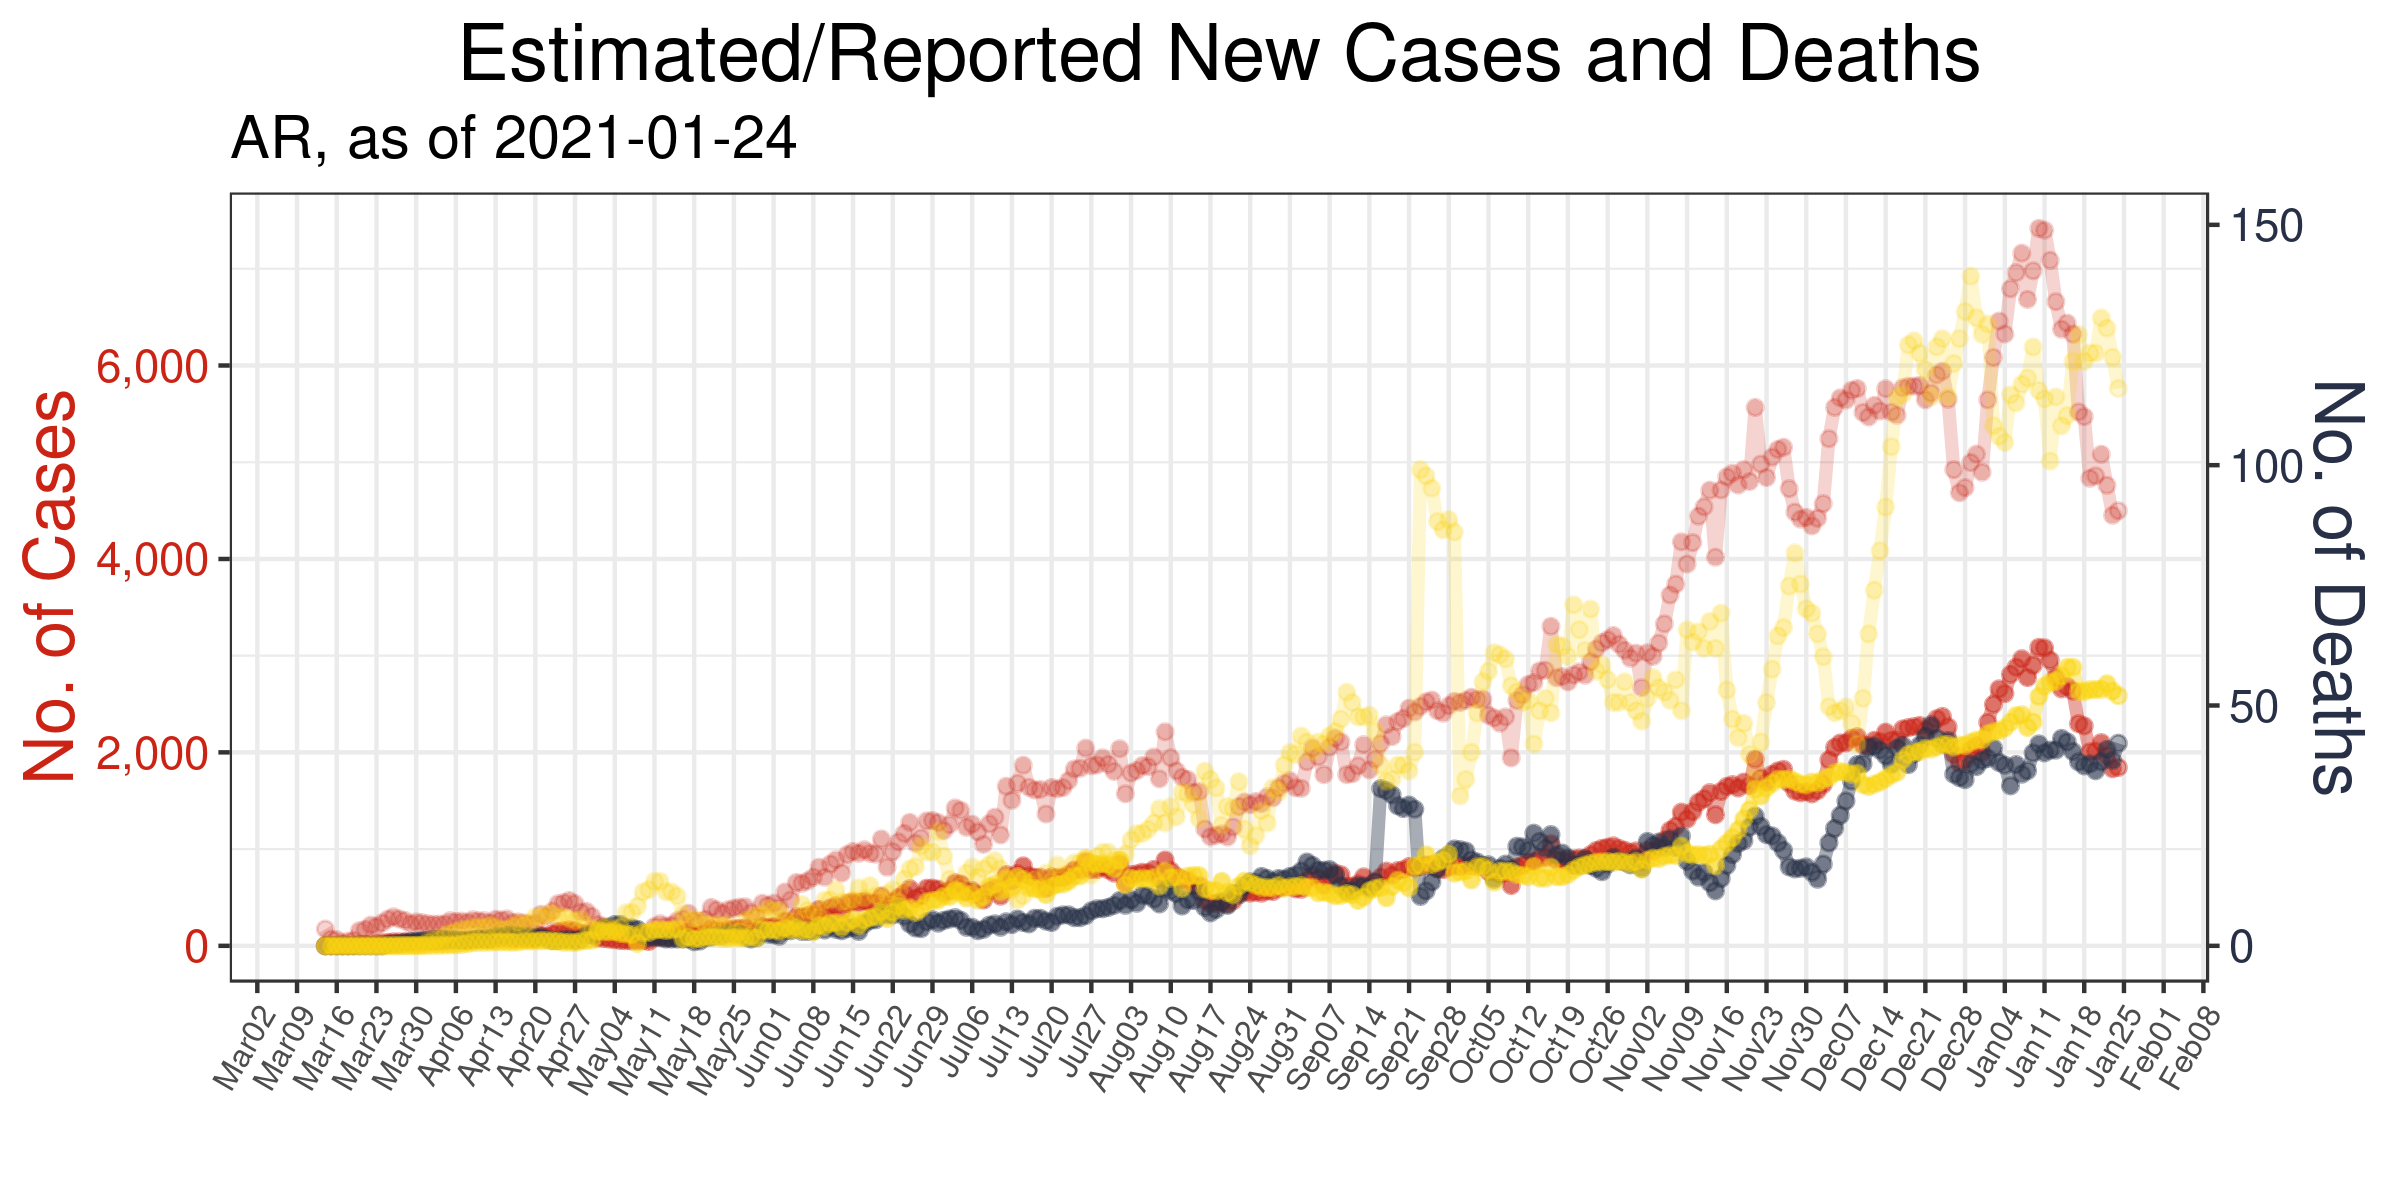 Estimated/Reported New Cases and Deaths
AR, as of 2021-01-24
No. of Cases
6,000
4,000
2,000
0
150
100
50
0
No. of Deaths
Mar02
Mar09
Mar16
Mar23
Mar30
Apr06
Apr13
Apr20
Apr27
May04
May11
May18
May25
Jun01
Jun08
Jun15
Jun22
Jun29
Jul06
Jul13
Jul20
Jul27
Aug03
Aug10
Aug17
Aug24
Aug31
Sep07
Sep14
Sep21
Sep28
Oct05
Oct12
Oct19
Oct26
Nov02
Nov09
Nov16
Nov23
Nov30
Dec07
Dec14
Dec21
Dec28
Jan04
Jan11
Jan18
Jan25
Feb01
Feb08